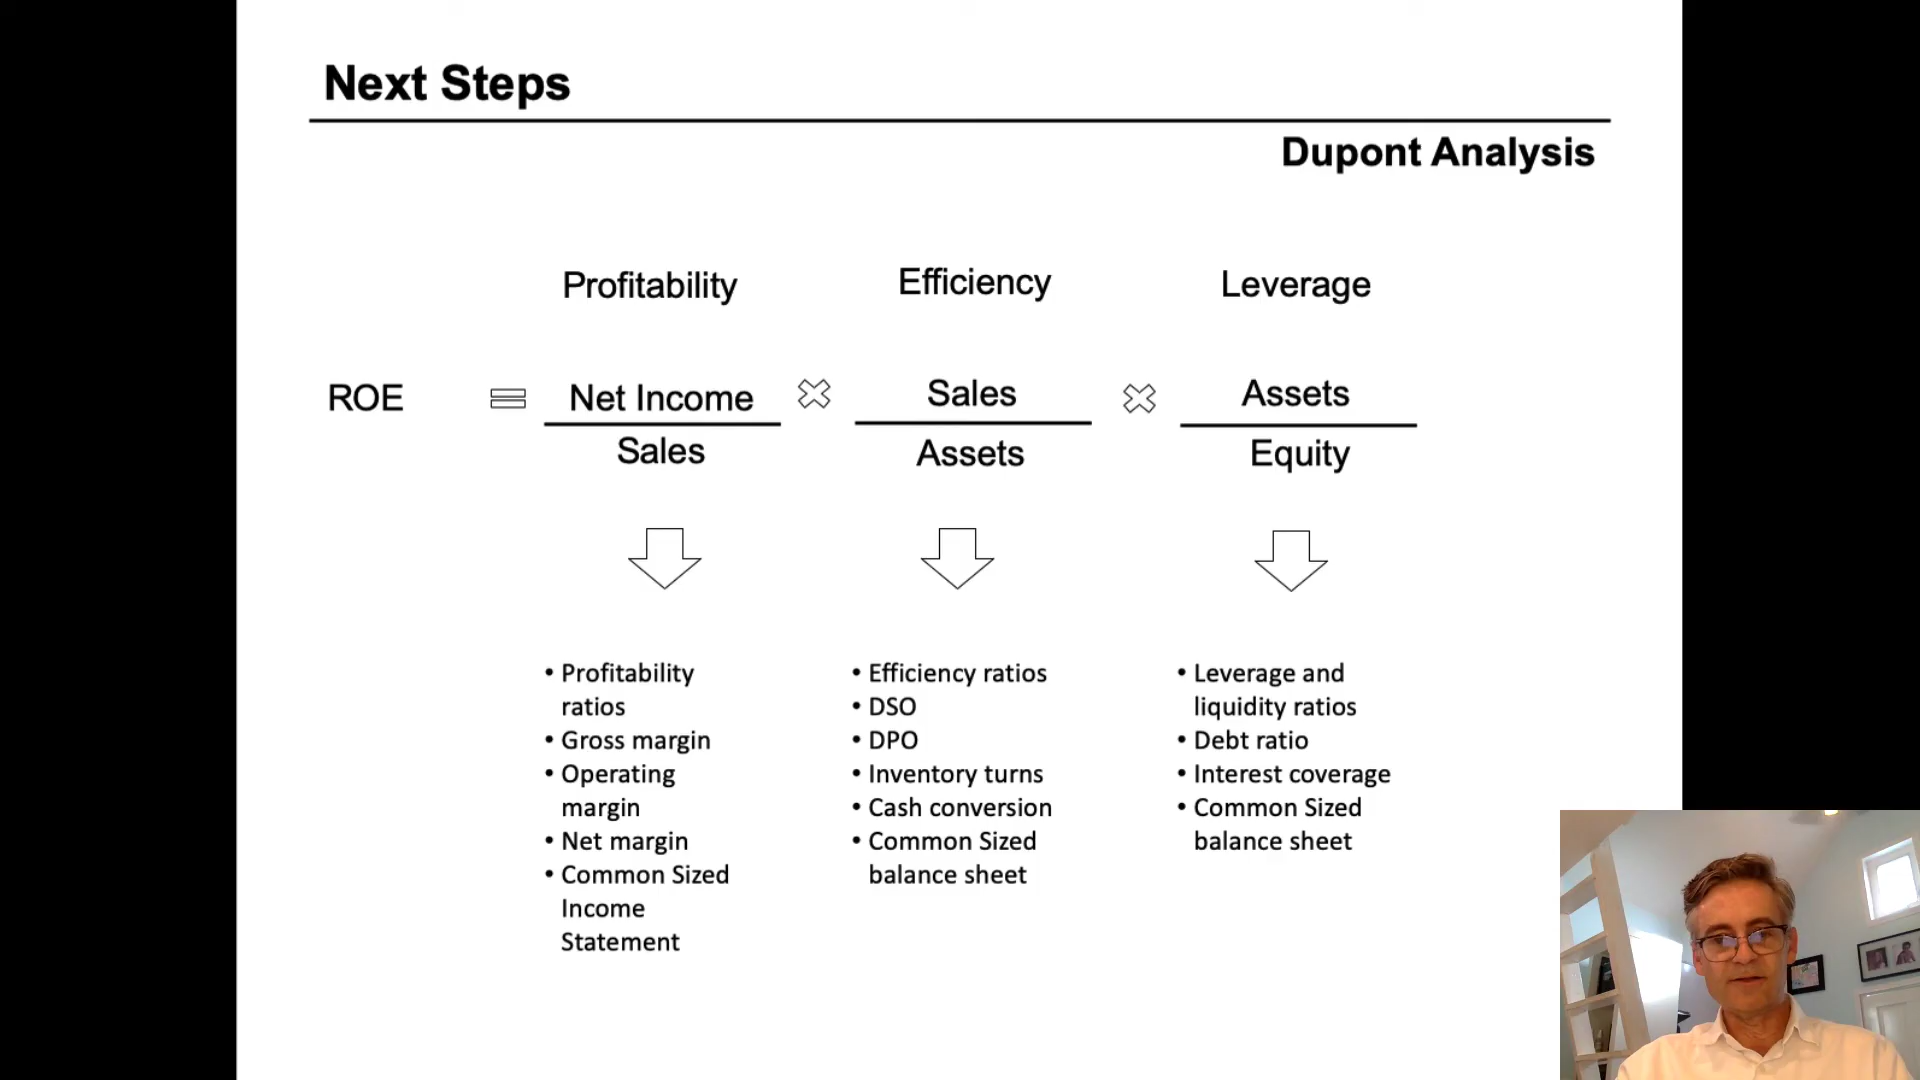 Next Steps
Dupont Analysis
Profitability
Efficiency
Leverage
ROE
Net Income
Sales
Sales
Assets
Assets
Equity
• Profitability
ratios
• Gross margin
• Operating
margin
• Net margin
• Common Sized
Income
Statement
• Efficiency ratios
• DSO
• DPO
• Inventory turns
• Cash conversion
• Common Sized
balance sheet
• Leverage and
liquidity ratios
• Debt ratio
• Interest coverage
• Common Sized
balance sheet